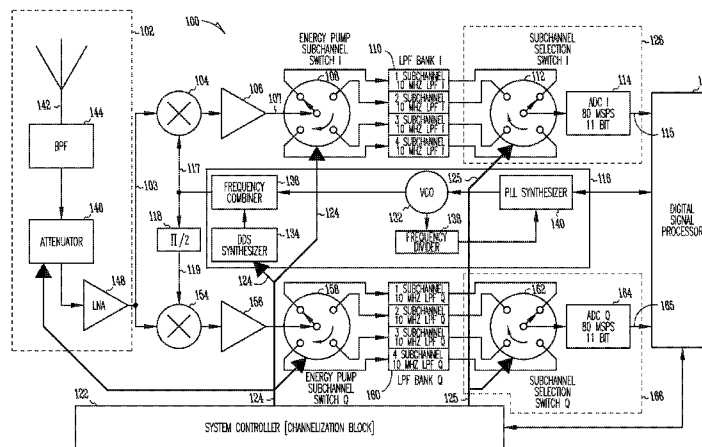 100
102
142
144
BPF
146
ATTENUATOR
148
LNA
103
104
106
107
117
118
Π/2
119
154
156
ENERGY PUMP
SUBCHANNEL
SWITCH I
108
110
LPF BANK I
1 SUBCHANNEL
10 MHZ LPF I
2 SUBCHANNEL
10 MHZ LPF I
3 SUBCHANNEL
10 MHZ LPF I
4 SUBCHANNEL
10 MHZ LPF I
SUBCHANNEL
SELECTION
SWITCH I
126
112
114
ADC I
80 MSPS
11 BIT
115
DIGITAL
SIGNAL
PROCESSOR
136
FREQUENCY
COMBINER
134
DDS
SYNTHESIZER
124
124
VCO
132
138
FREQUENCY
DIVIDER
125
PLL SYNTHESIZER
140
116
158
1 SUBCHANNEL
10 MHZ LPF Q
2 SUBCHANNEL
10 MHZ LPF Q
3 SUBCHANNEL
10 MHZ LPF Q
4 SUBCHANNEL
10 MHZ LPF Q
160
LPF BANK Q
ENERGY PUMP
SUBCHANNEL
SWITCH Q
162
164
ADC Q
80 MSPS
11 BIT
165
SUBCHANNEL
SELECTION
SWITCH Q
166
122
124
125
SYSTEM CONTROLLER [CHANNELIZATION BLOCK]